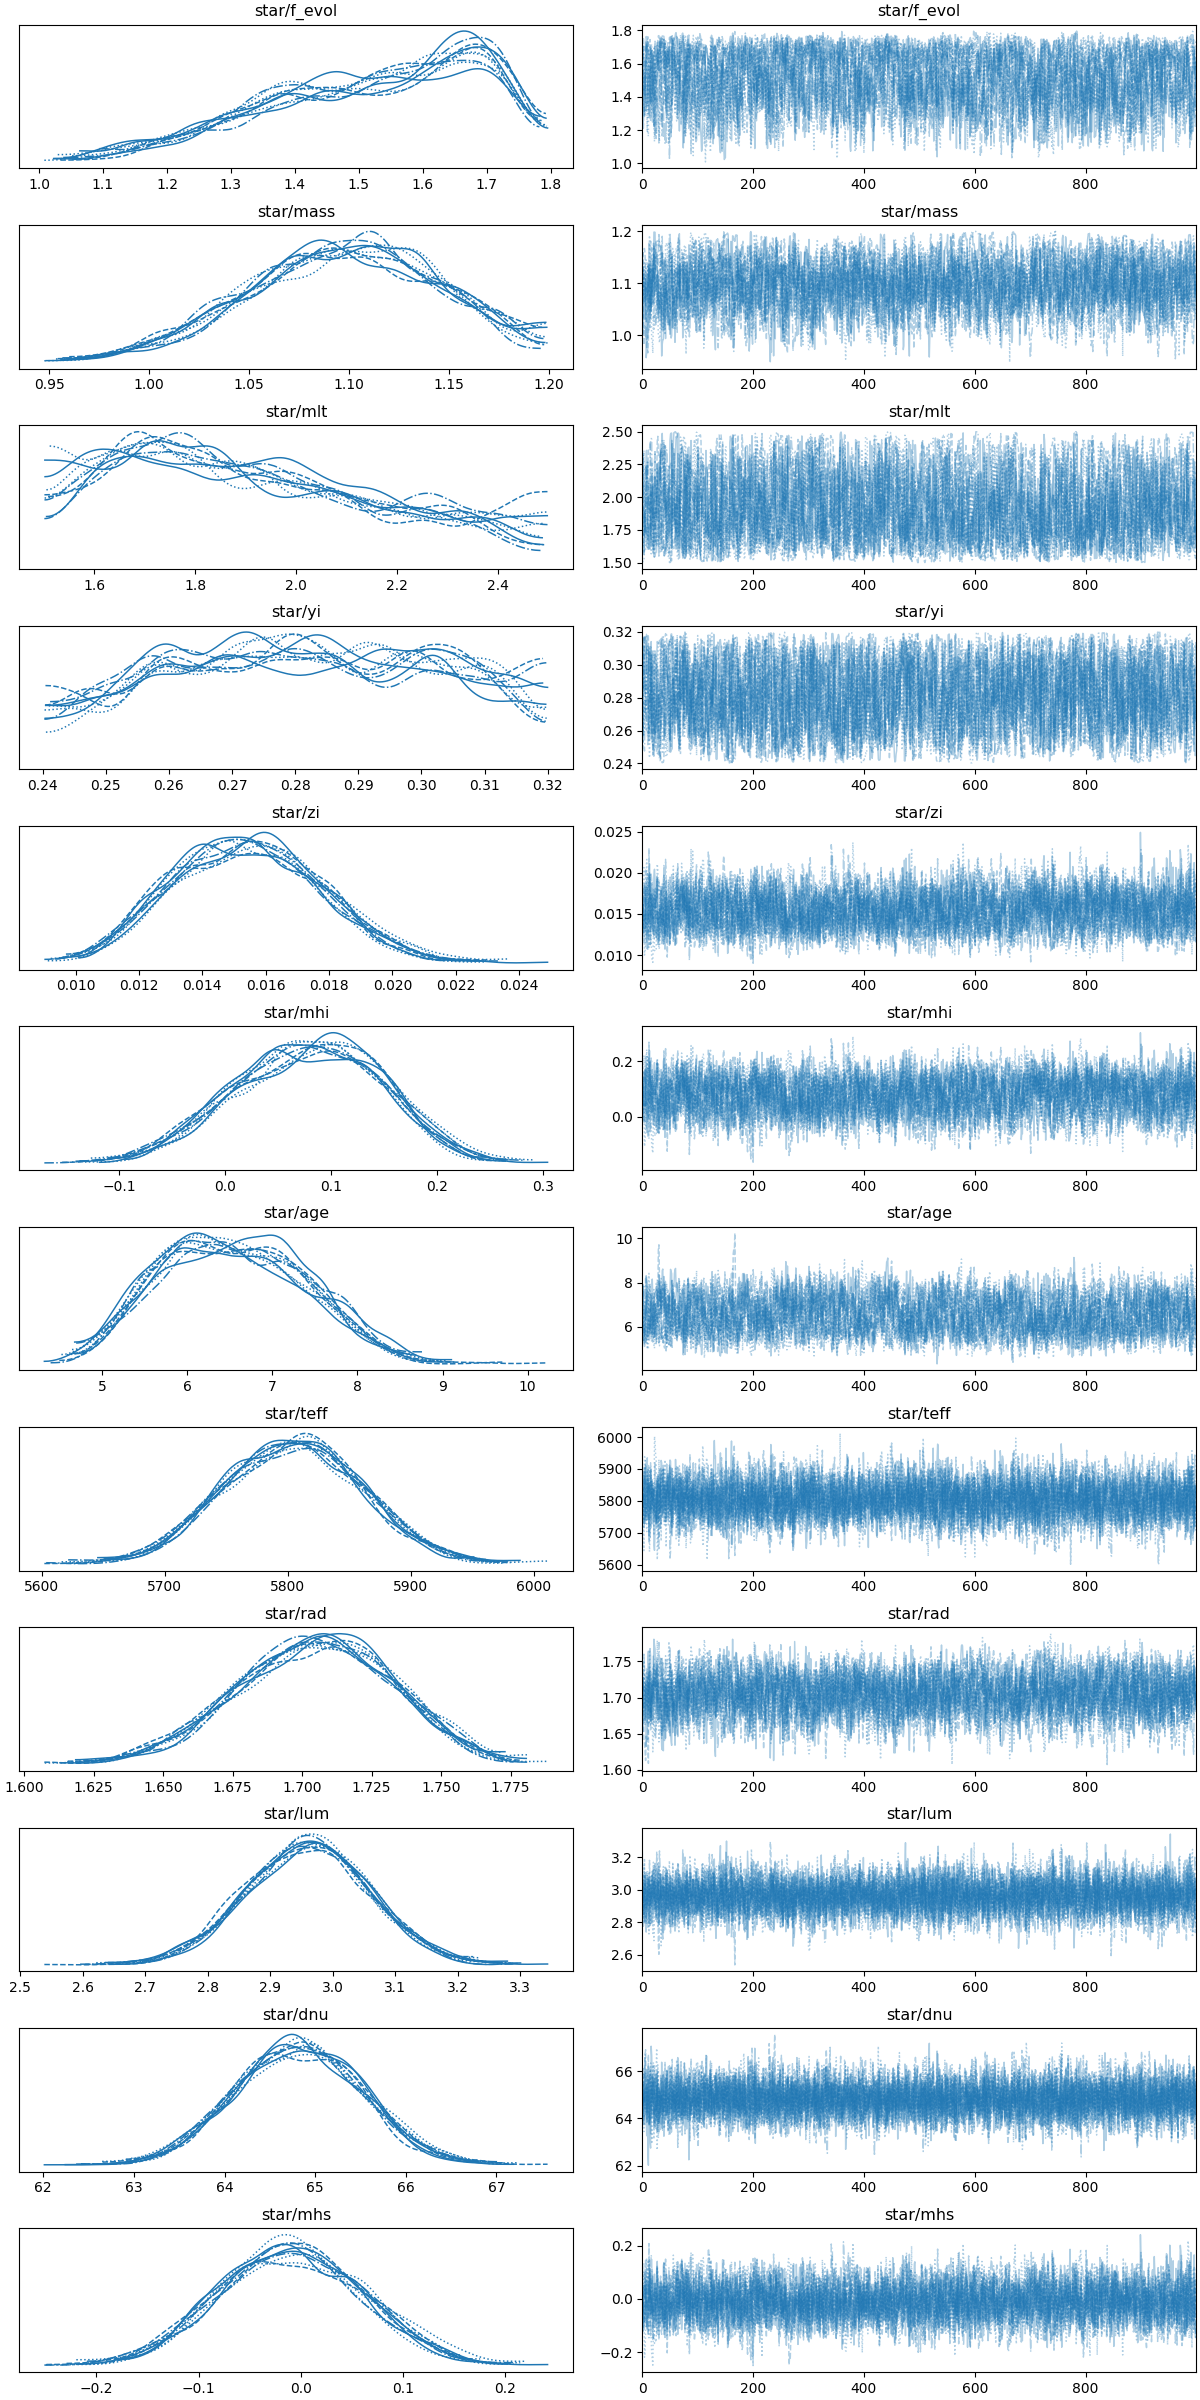 star/f_evol star/f_evol
1.8
1.6
1.4
1.2
1.0
1.0 1.1 1.2 1.3 1.4 1.5 1.6 1.7 1.8 0 200 400 600 800
star/mass star/mass
1.2
1.1
1.0
0.95 1.00 1.05 1.10 1.15 1.20 0 200 400 600 800
star/mlt star/mlt
2.50
2.25
2.00
1.75
1.50
1.6 1.8 2.0 2.2 2.4 0 200 400 600 800
star/yi star/yi
0.32
0.30
0.28
0.26
0.24
0.24 0.25 0.26 0.27 0.28 0.29 0.30 0.31 0.32 0 200 400 600 800
star/zi star/zi
0.025
0.020
0.015
0.010
0.010 0.012 0.014 0.016 0.018 0.020 0.022 0.024 0 200 400 600 800
star/mhi star/mhi
0.2
0.0
−0.1 0.0 0.1 0.2 0.3 0 200 400 600 800
star/age star/age
10
8
6
5 6 7 8 9 10 0 200 400 600 800
star/teff star/teff
6000
5900
5800
5700
5600
5600 5700 5800 5900 6000 0 200 400 600 800
star/rad star/rad
1.75
1.70
1.65
1.60
1.600 1.625 1.650 1.675 1.700 1.725 1.750 1.775 0 200 400 600 800
star/lum star/lum
3.2
3.0
2.8
2.6
2.5 2.6 2.7 2.8 2.9 3.0 3.1 3.2 3.3 0 200 400 600 800
star/dnu star/dnu
66
64
62
62 63 64 65 66 67 0 200 400 600 800
star/mhs star/mhs
0.2
0.0
−0.2
−0.2 −0.1 0.0 0.1 0.2 0 200 400 600 800